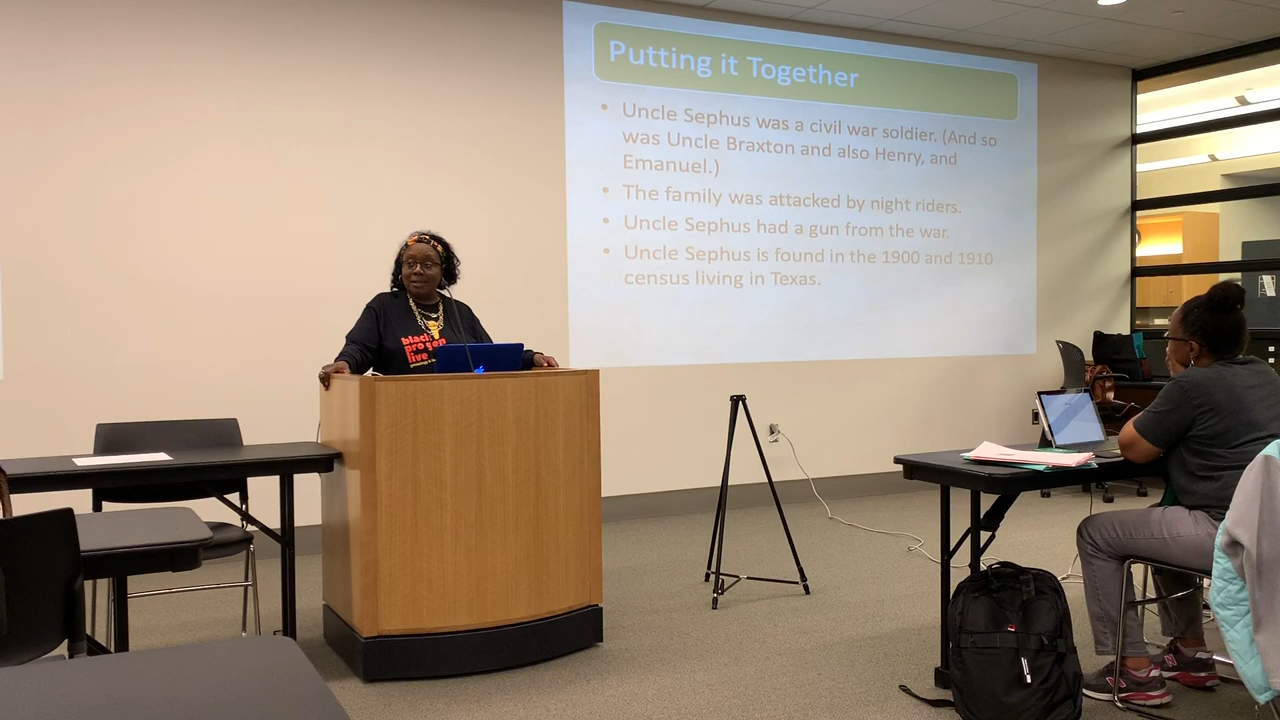 Putting it Together
• Uncle Sephus was a civil war soldier. (And so
was Uncle Braxton and also Henry, and
Emanuel.)
• The family was attacked by night riders.
• Uncle Sephus had a gun from the war.
• Uncle Sephus is found in the 1900 and 1910
census living in Texas.
black
pro gen
live